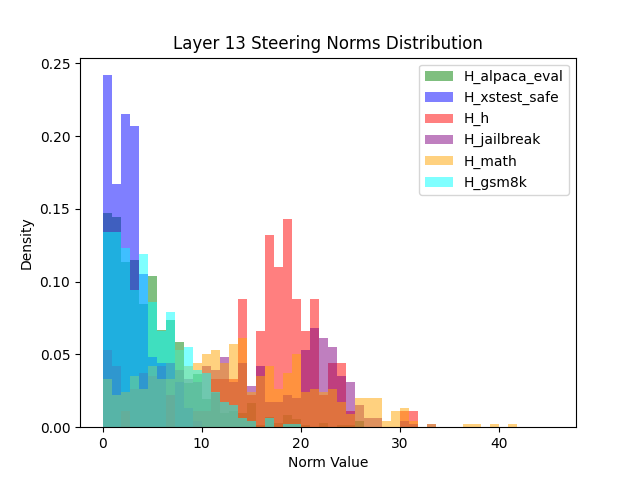 Layer 13 Steering Norms Distribution
H_alpaca_eval
H_xstest_safe
H_h
H_jailbreak
H_math
H_gsm8k
0.25
0.20
0.15
0.10
0.05
0.00
Density
0
10
20
30
40
Norm Value